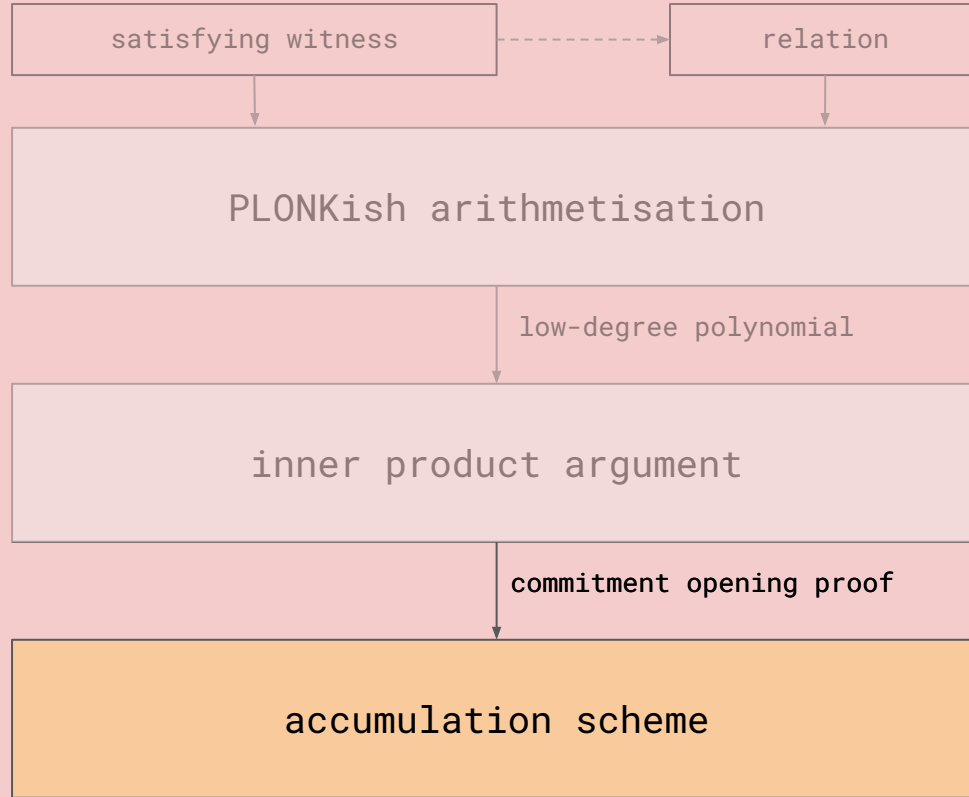 satisfying witness
relation
PLONKish arithmetisation
low-degree polynomial
inner product argument
commitment opening proof
accumulation scheme